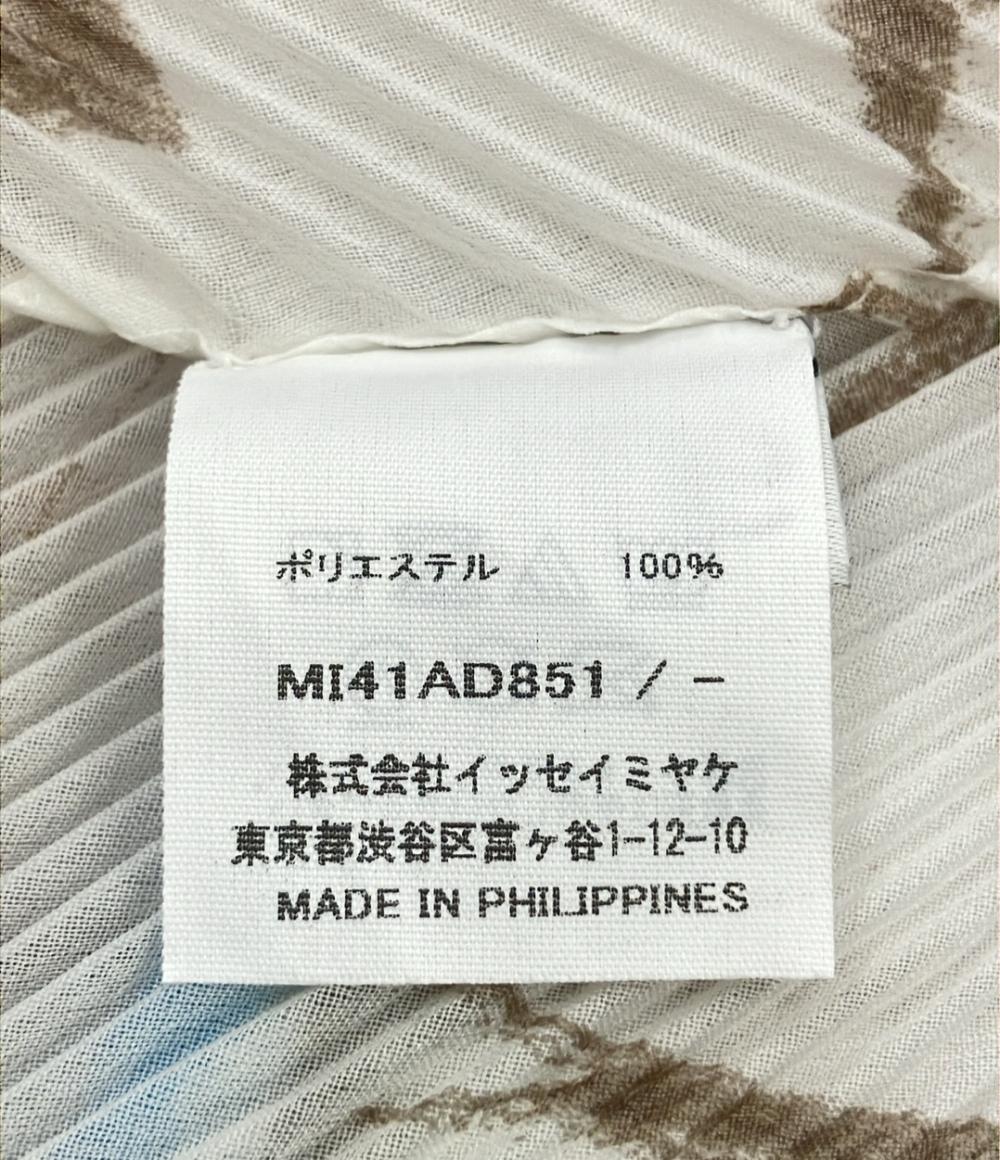 ポリエステル 100%
MI41AD851 / -
株式会社イッセイミヤケ
東京都渋谷区富ヶ谷1-12-10
MADE IN PHILIPPINES